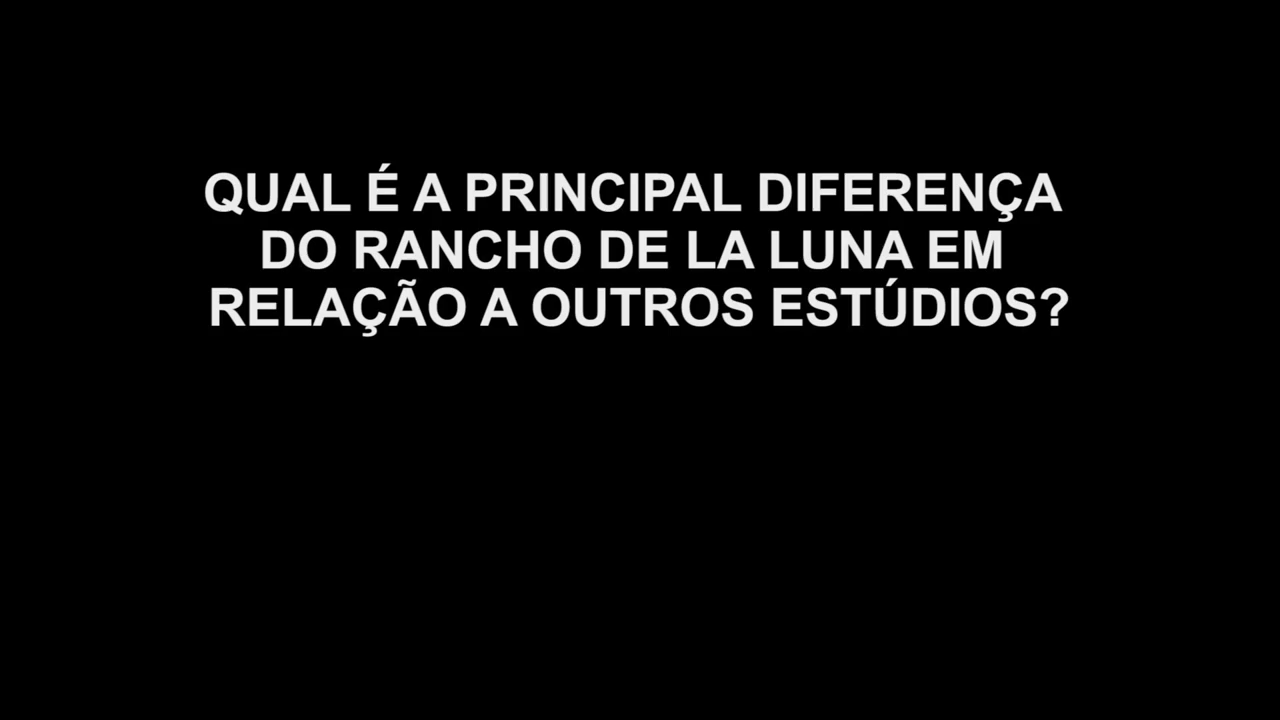 QUAL É A PRINCIPAL DIFERENÇA
DO RANCHO DE LA LUNA EM
RELAÇÃO A OUTROS ESTÚDIOS?